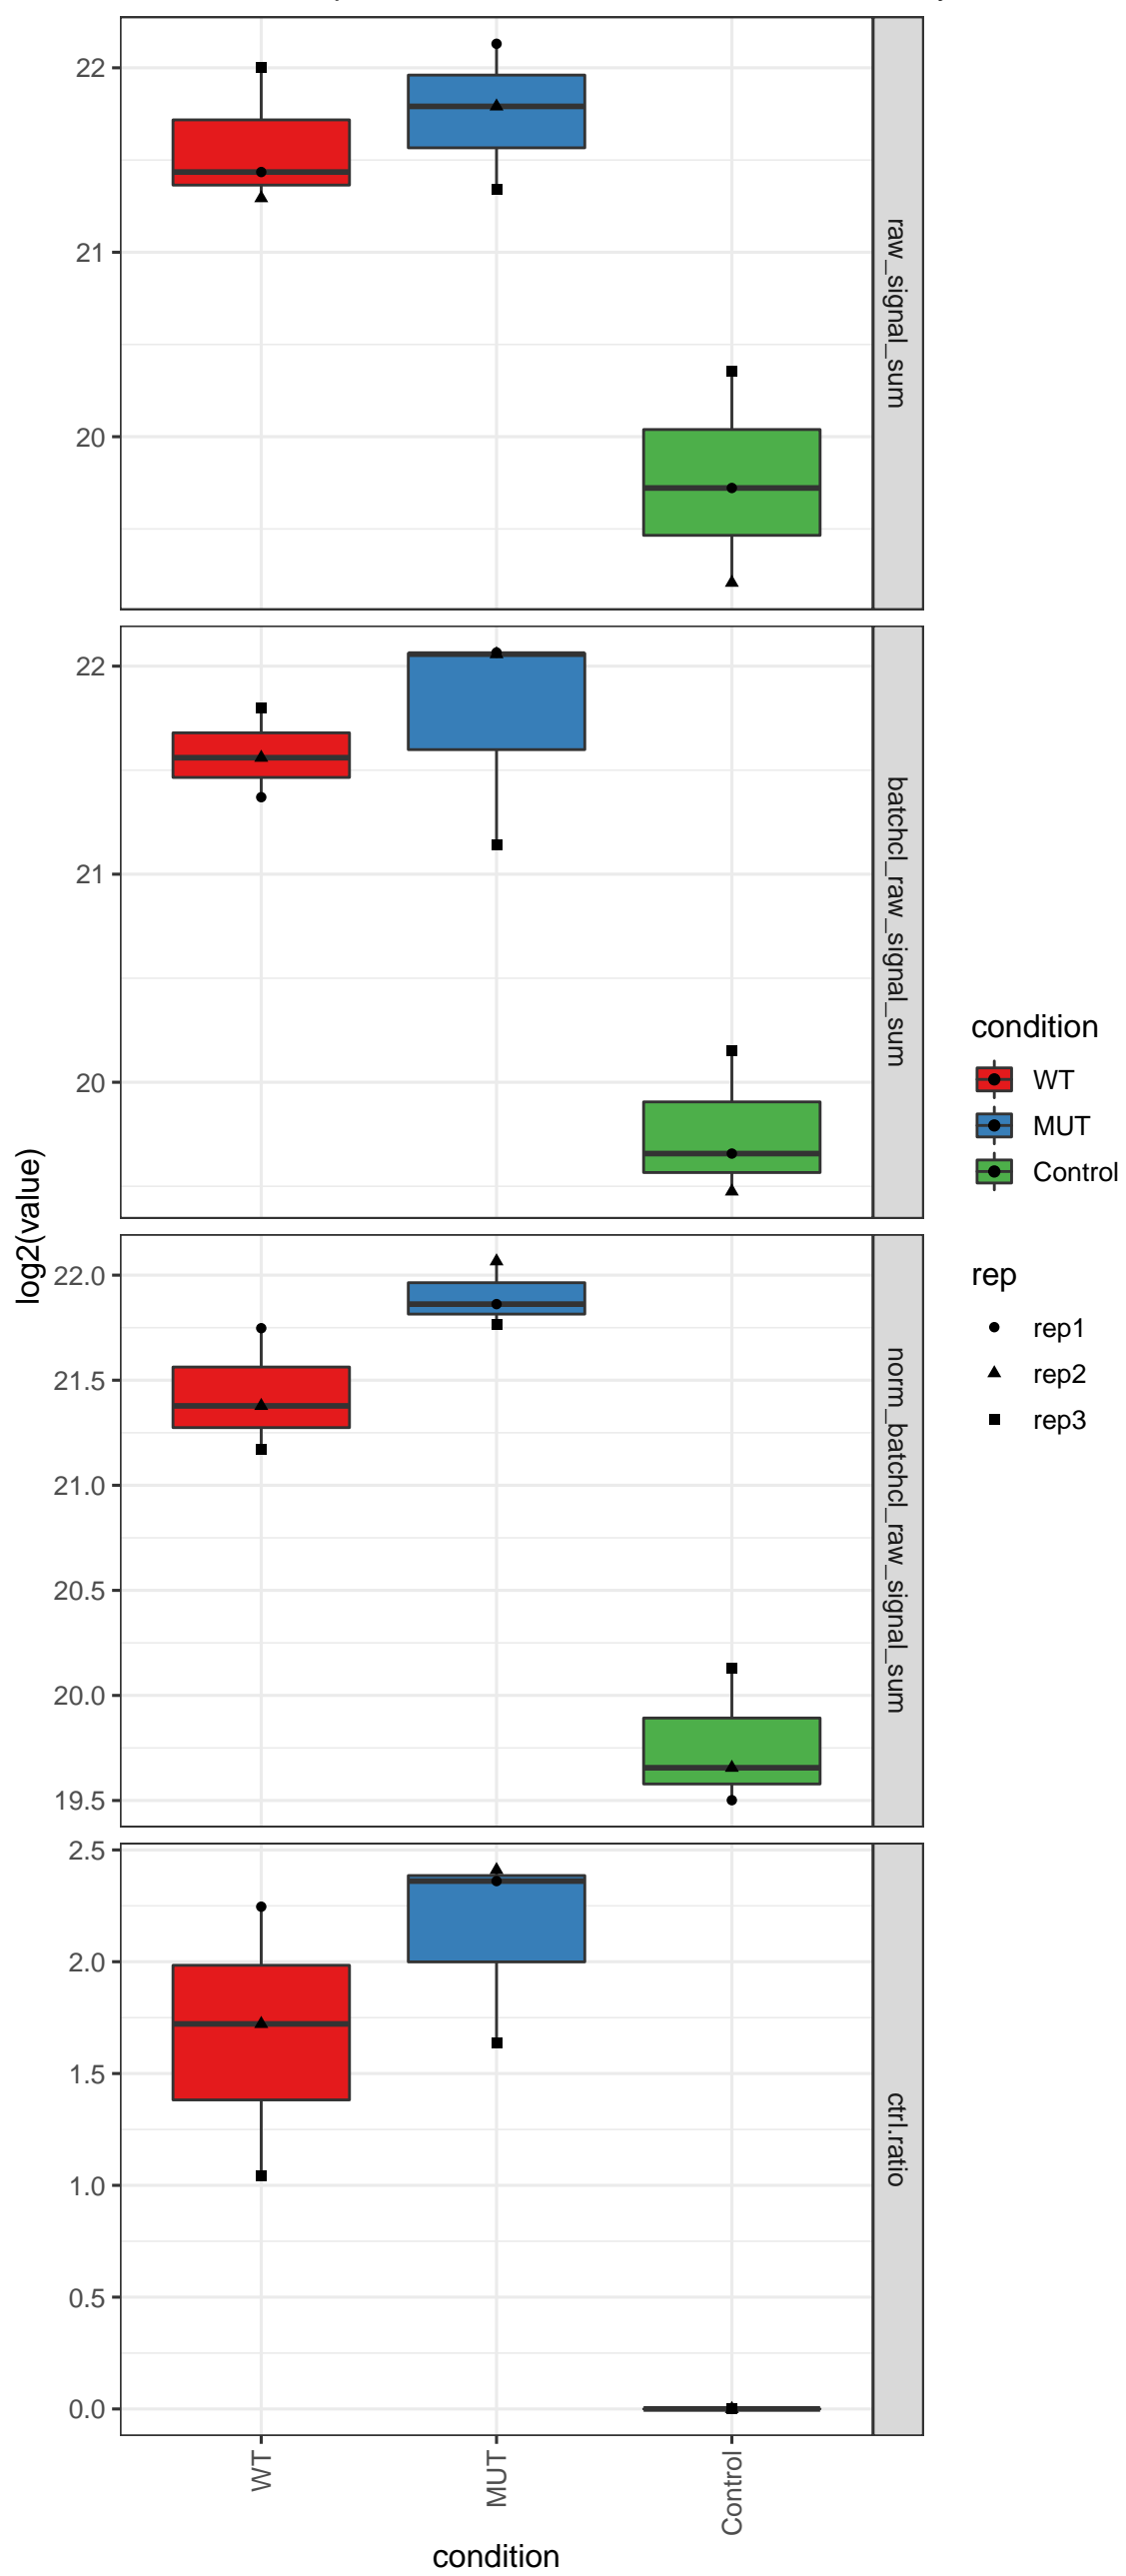 22
21
20
raw_signal_sum
22
21
20
batchcl_raw_signal_sum
22.0
21.5
21.0
20.5
20.0
19.5
norm_batchcl_raw_signal_sum
2.5
2.0
1.5
1.0
0.5
0.0
ctrl.ratio
WT
MUT
Control
condition
log2(value)
condition
WT
MUT
Control
rep
rep1
rep2
rep3